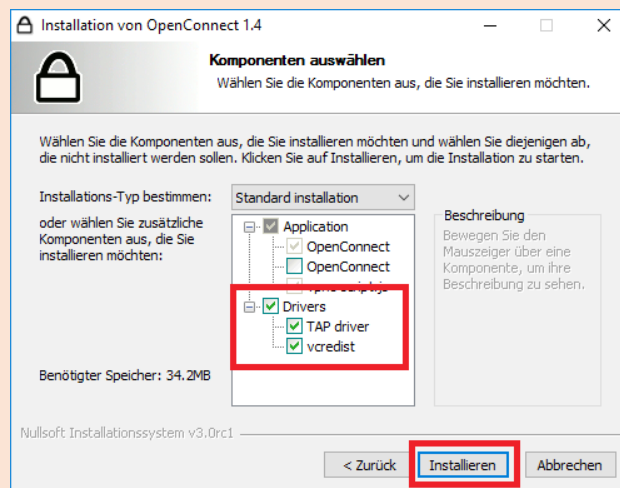 Installation von OpenConnect 1.4
Komponenten auswählen
Wählen Sie die Komponenten aus, die Sie installieren möchten.
Wählen Sie die Komponenten aus, die Sie installieren möchten und wählen Sie diejenigen ab,
die nicht installiert werden sollen. Klicken Sie auf Installieren, um die Installation zu starten.
Installations-Typ bestimmen:
Standard installation
oder wählen Sie zusätzliche
Komponenten aus, die Sie
installieren möchten:
Application
OpenConnect
OpenConnect
Drivers
TAP driver
vcredist
Beschreibung
Bewegen Sie den
Mauszeiger über eine
Komponente, um ihre
Beschreibung zu sehen.
Benötigter Speicher: 34.2MB
Nullsoft Installationssystem v3.0rc1
< Zurück
Installieren
Abbrechen